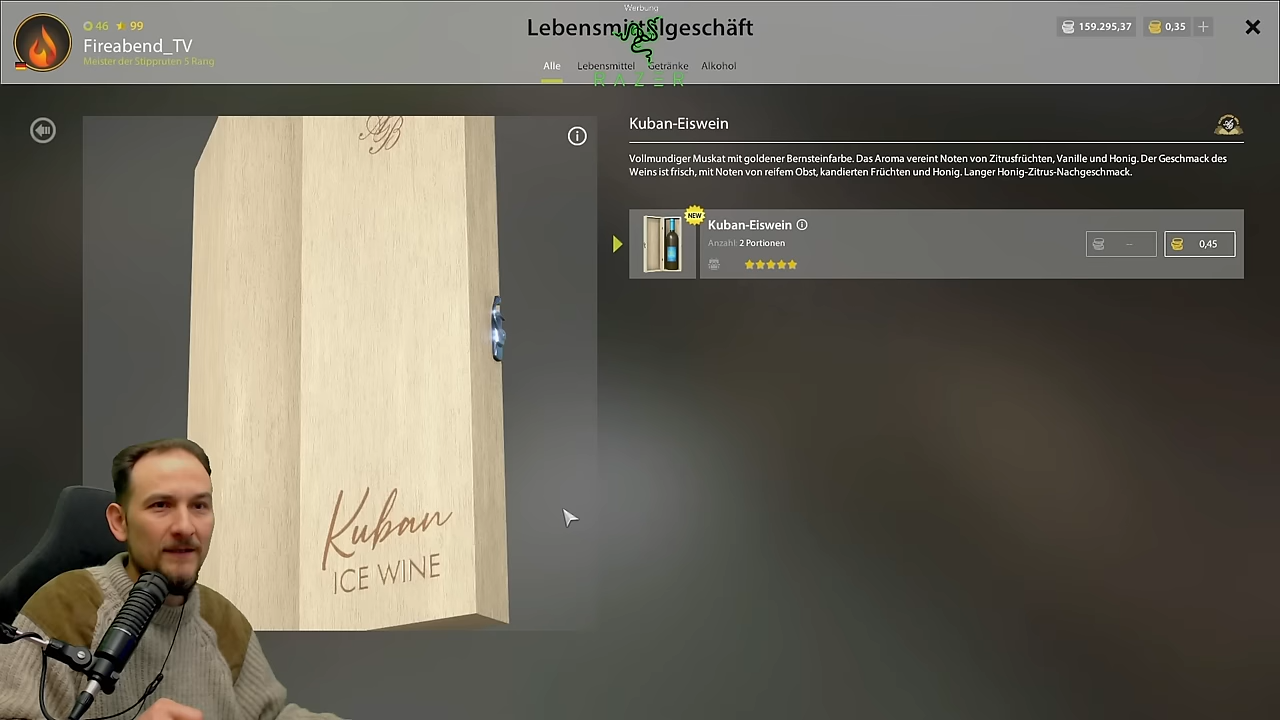 Werbung
46 99
Fireabend_TV
Meister der Stippruten 5 Rang
Lebensmittelgeschäft
RAZER
159.295,37
0,35
Alle
Lebensmittel
Getränke
Alkohol
Kuban-Eiswein
Vollmundiger Muskat mit goldener Bernsteinfarbe. Das Aroma vereint Noten von Zitrusfrüchten, Vanille und Honig. Der Geschmack des
Weins ist frisch, mit Noten von reifem Obst, kandierten Früchten und Honig. Langer Honig-Zitrus-Nachgeschmack.
NEW
Kuban-Eiswein
Anzahl: 2 Portionen
–
0,45
AB
Kuban
ICE WINE